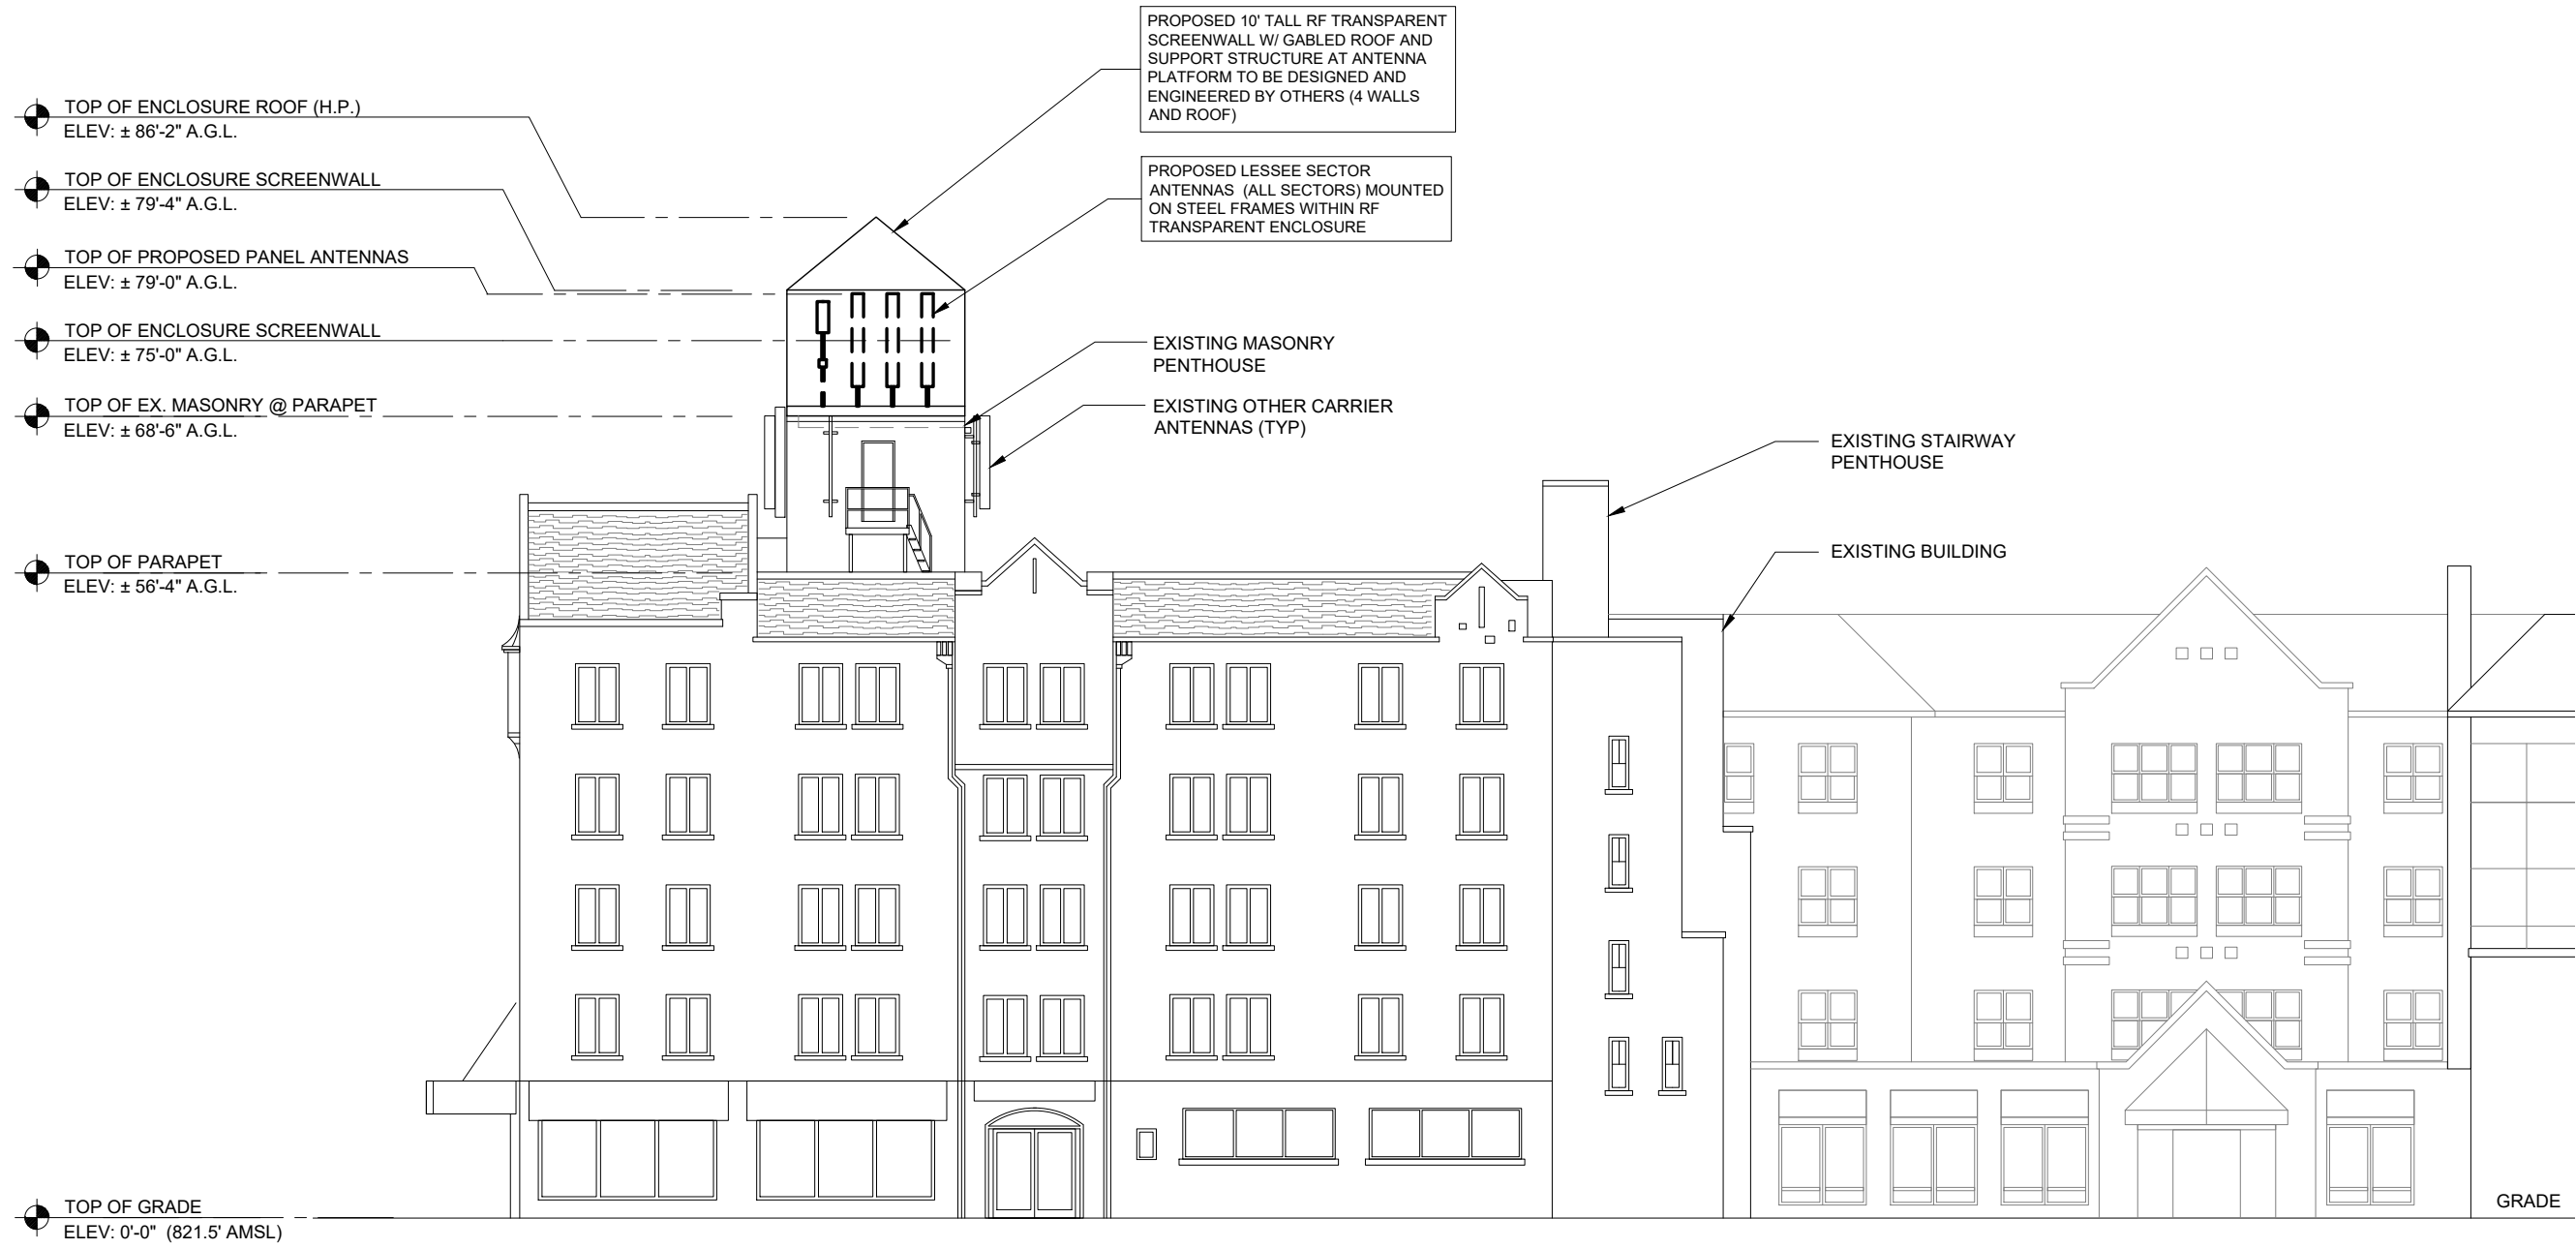 PROPOSED 10' TALL RF TRANSPARENT
SCREENWALL W/ GABLED ROOF AND
SUPPORT STRUCTURE AT ANTENNA
PLATFORM TO BE DESIGNED AND
ENGINEERED BY OTHERS (4 WALLS
AND ROOF)
TOP OF ENCLOSURE ROOF (H.P.)
ELEV: ± 86'-2" A.G.L.
TOP OF ENCLOSURE SCREENWALL
ELEV: ± 79'-4" A.G.L.
PROPOSED LESSEE SECTOR
ANTENNAS (ALL SECTORS) MOUNTED
ON STEEL FRAMES WITHIN RF
TRANSPARENT ENCLOSURE
TOP OF PROPOSED PANEL ANTENNAS
ELEV: ± 79'-0" A.G.L.
TOP OF ENCLOSURE SCREENWALL
ELEV: ± 75'-0" A.G.L.
EXISTING MASONRY
PENTHOUSE
TOP OF EX. MASONRY @ PARAPET
ELEV: ± 68'-6" A.G.L.
EXISTING OTHER CARRIER
ANTENNAS (TYP)
EXISTING STAIRWAY
PENTHOUSE
EXISTING BUILDING
TOP OF PARAPET
ELEV: ± 56'-4" A.G.L.
TOP OF GRADE
ELEV: 0'-0" (821.5' AMSL)
GRADE